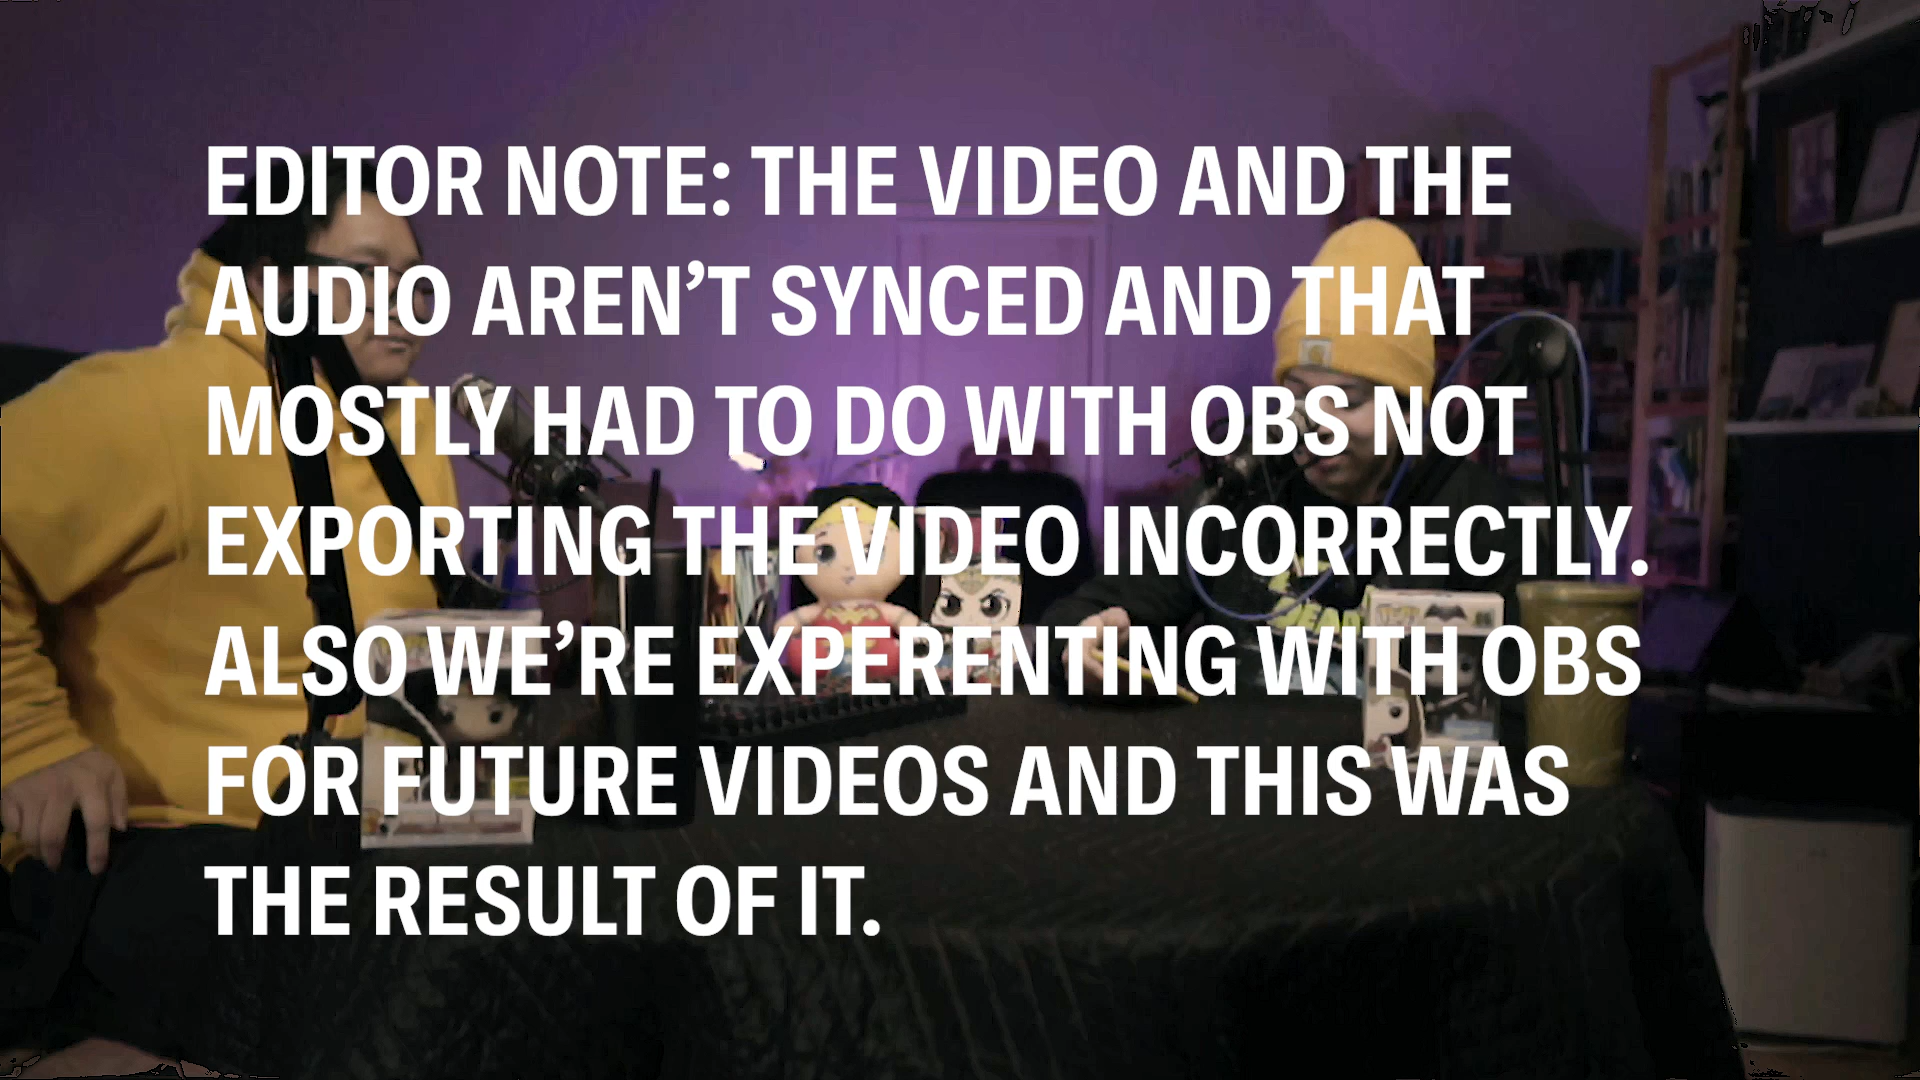 EDITOR NOTE: THE VIDEO AND THE
AUDIO AREN’T SYNCED AND THAT
MOSTLY HAD TO DO WITH OBS NOT
EXPORTING THE VIDEO INCORRECTLY.
ALSO WE’RE EXPERENTING WITH OBS
FOR FUTURE VIDEOS AND THIS WAS
THE RESULT OF IT.